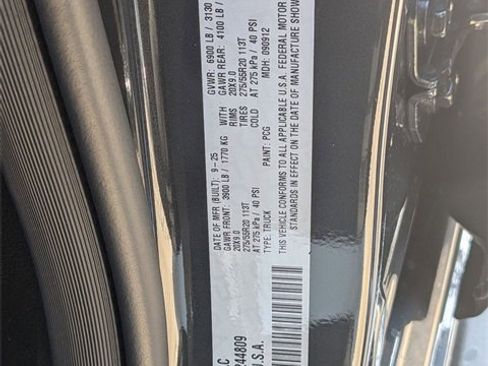 LC
DATE OF MFR (BUILT): 9-25 GVWR: 6900 LB / 3130
GAWR FRONT: 3900 LB / 1770 KG WITH GAWR REAR: 4100 LB /
20X9.0 RIMS 20X9.0
275/55R20 113T TIRES 275/55R20 113T
AT 275 kPa / 40 PSI COLD AT 275 kPa / 40 PSI
TYPE: TRUCK PAINT: PCG MDH: 090912
THIS VEHICLE CONFORMS TO ALL APPLICABLE U.S.A. FEDERAL MOTOR
STANDARDS IN EFFECT ON THE DATE OF MANUFACTURE SHOW
244809
U.S.A.